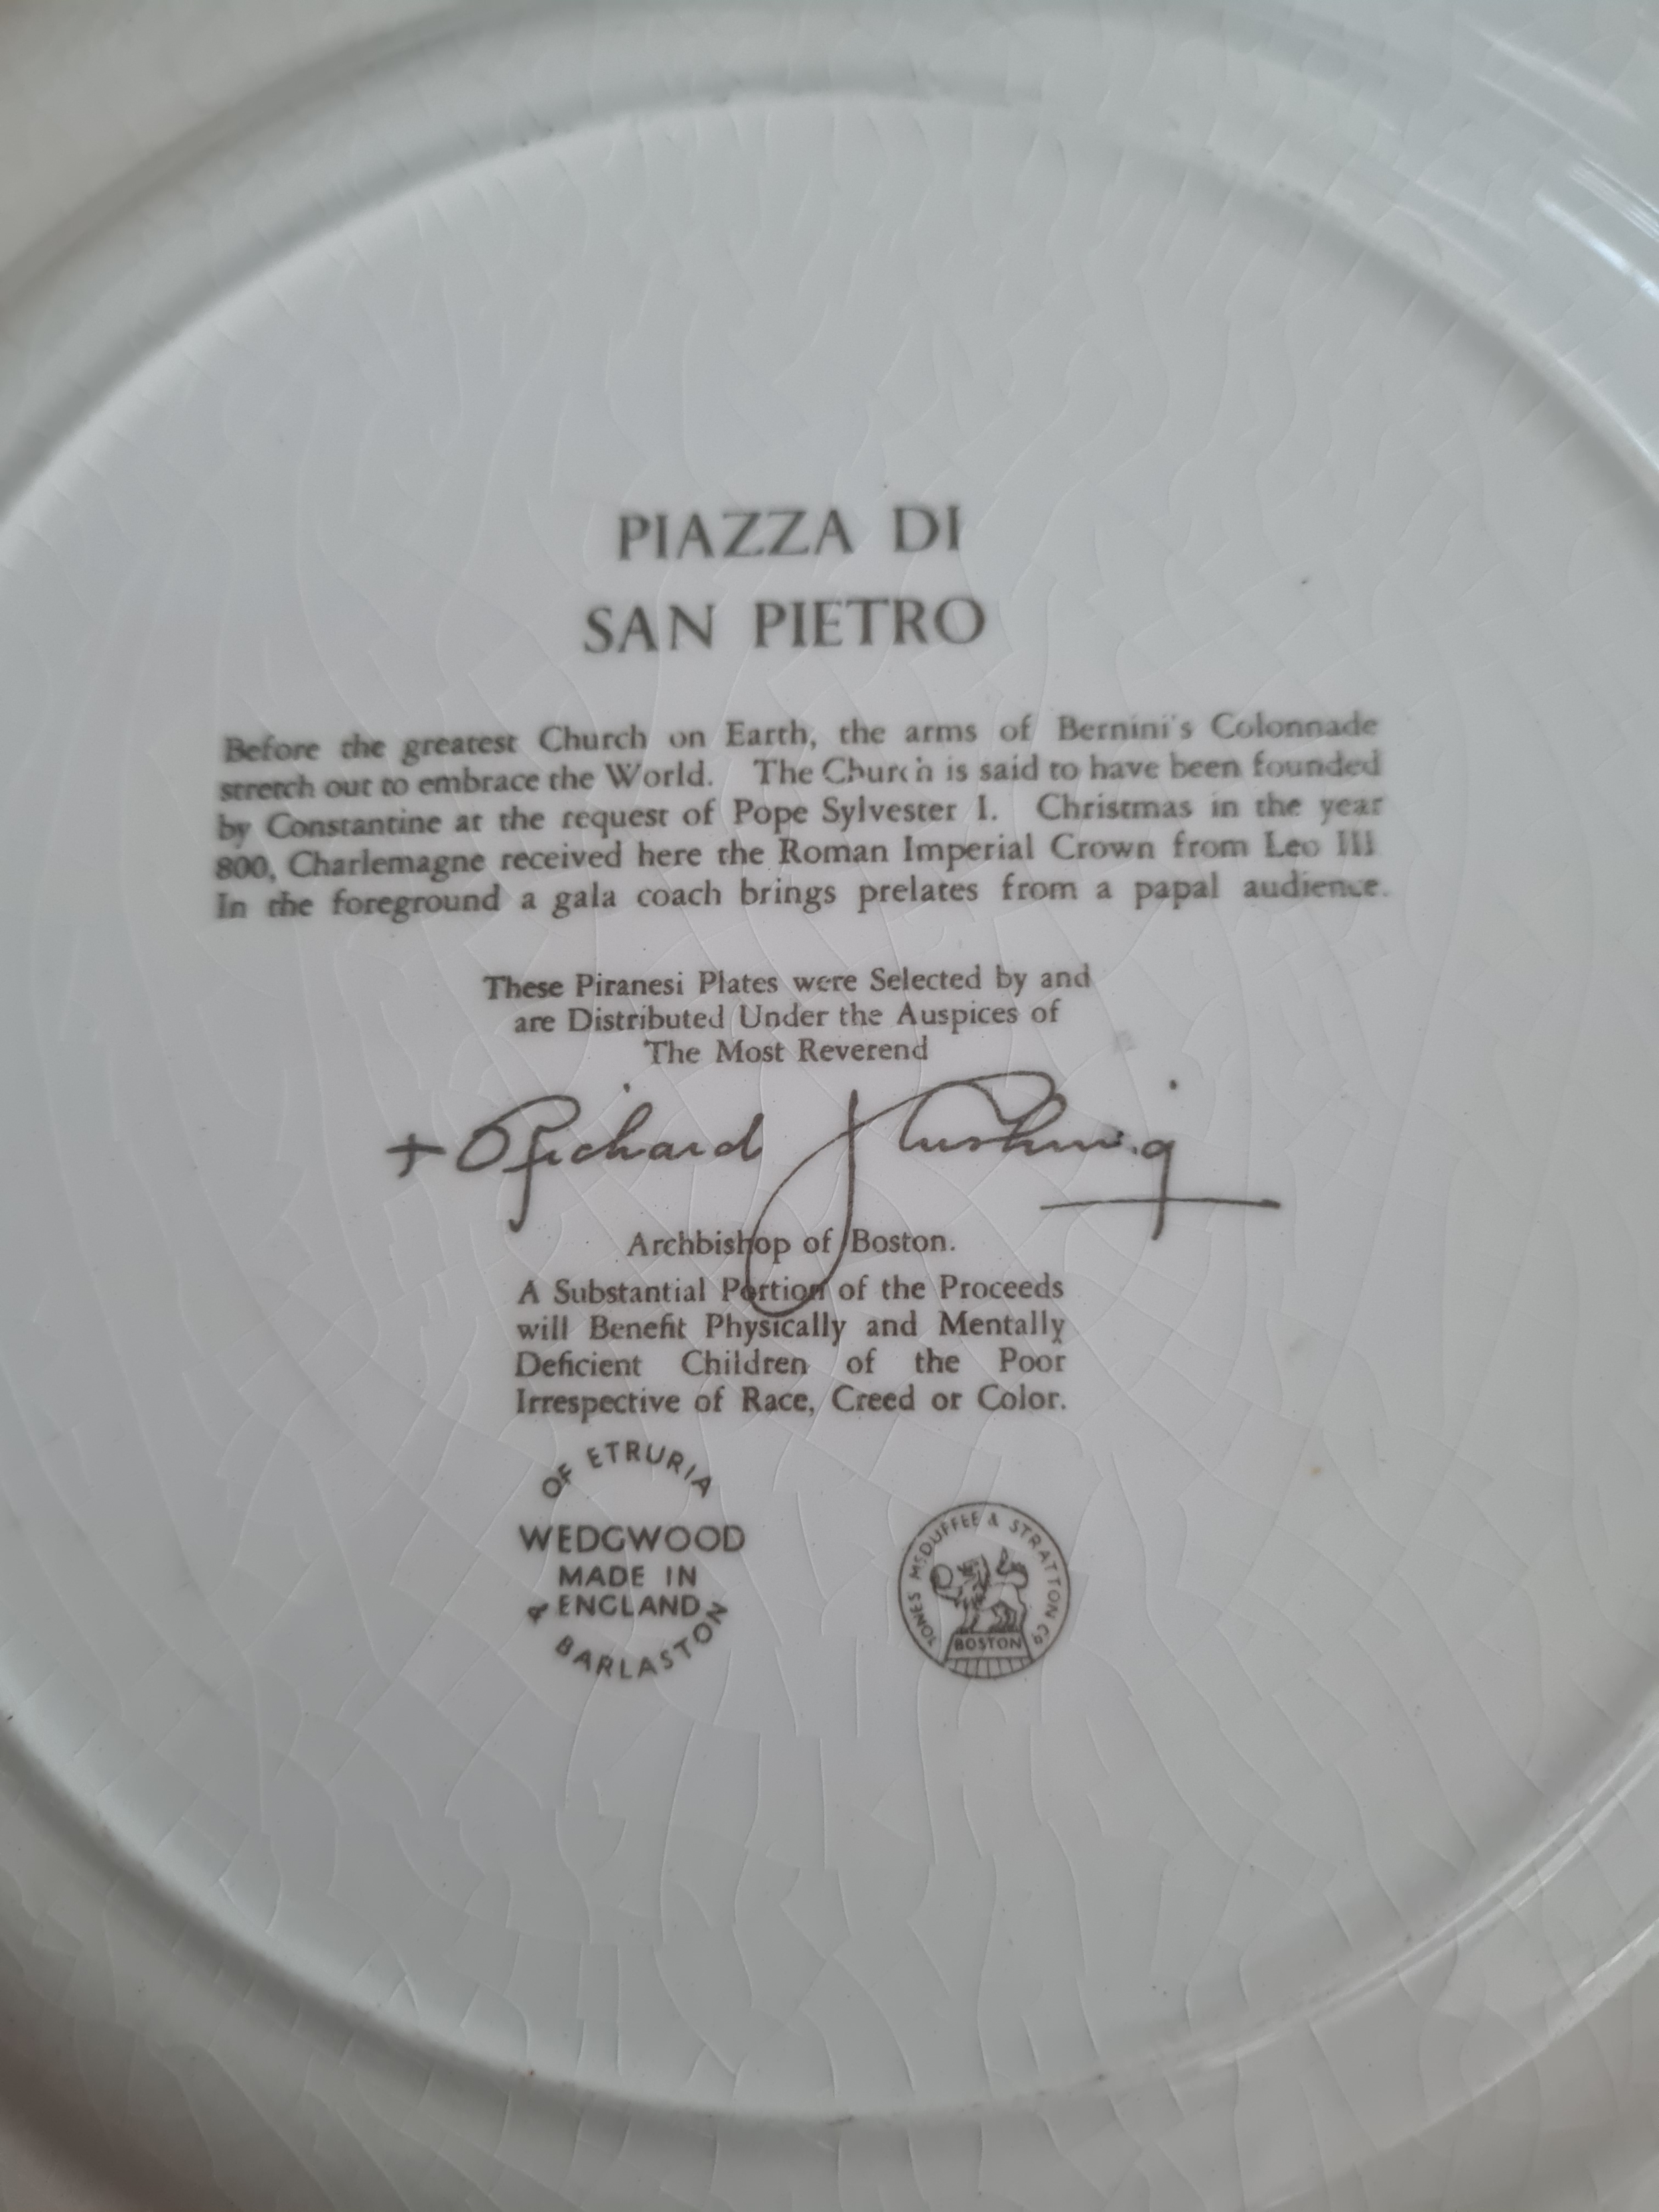 PIAZZA DI
SAN PIETRO
Before the greatest Church on Earth, the arms of Bernini's Colonnade
stretch out to embrace the World. The Church is said to have been founded
by Constantine at the request of Pope Sylvester I. Christmas in the year
800, Charlemagne received here the Roman Imperial Crown from Leo III
In the foreground a gala coach brings prelates from a papal audience.
These Piranesi Plates were Selected by and
are Distributed Under the Auspices of
The Most Reverend
+ Richard J Cushing
Archbishop of Boston.
A Substantial Portion of the Proceeds
will Benefit Physically and Mentally
Deficient Children of the Poor
Irrespective of Race, Creed or Color.
OF ETRURIA
WEDGWOOD
MADE IN
ENGLAND
& BARLASTON
JONES McDUFFEE & STRATTON CO
BOSTON